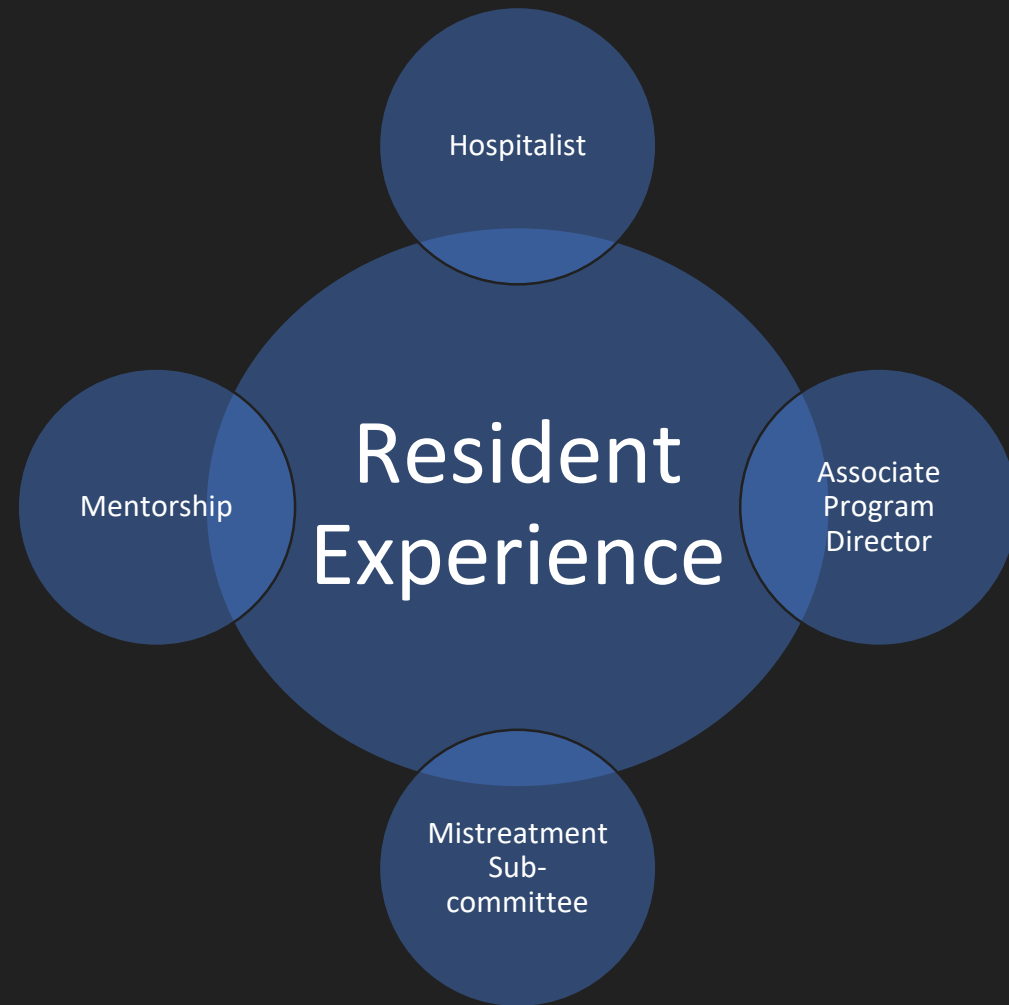 Hospitalist
Mentorship
Resident
Experience
Associate
Program
Director
Mistreatment
Sub-
committee